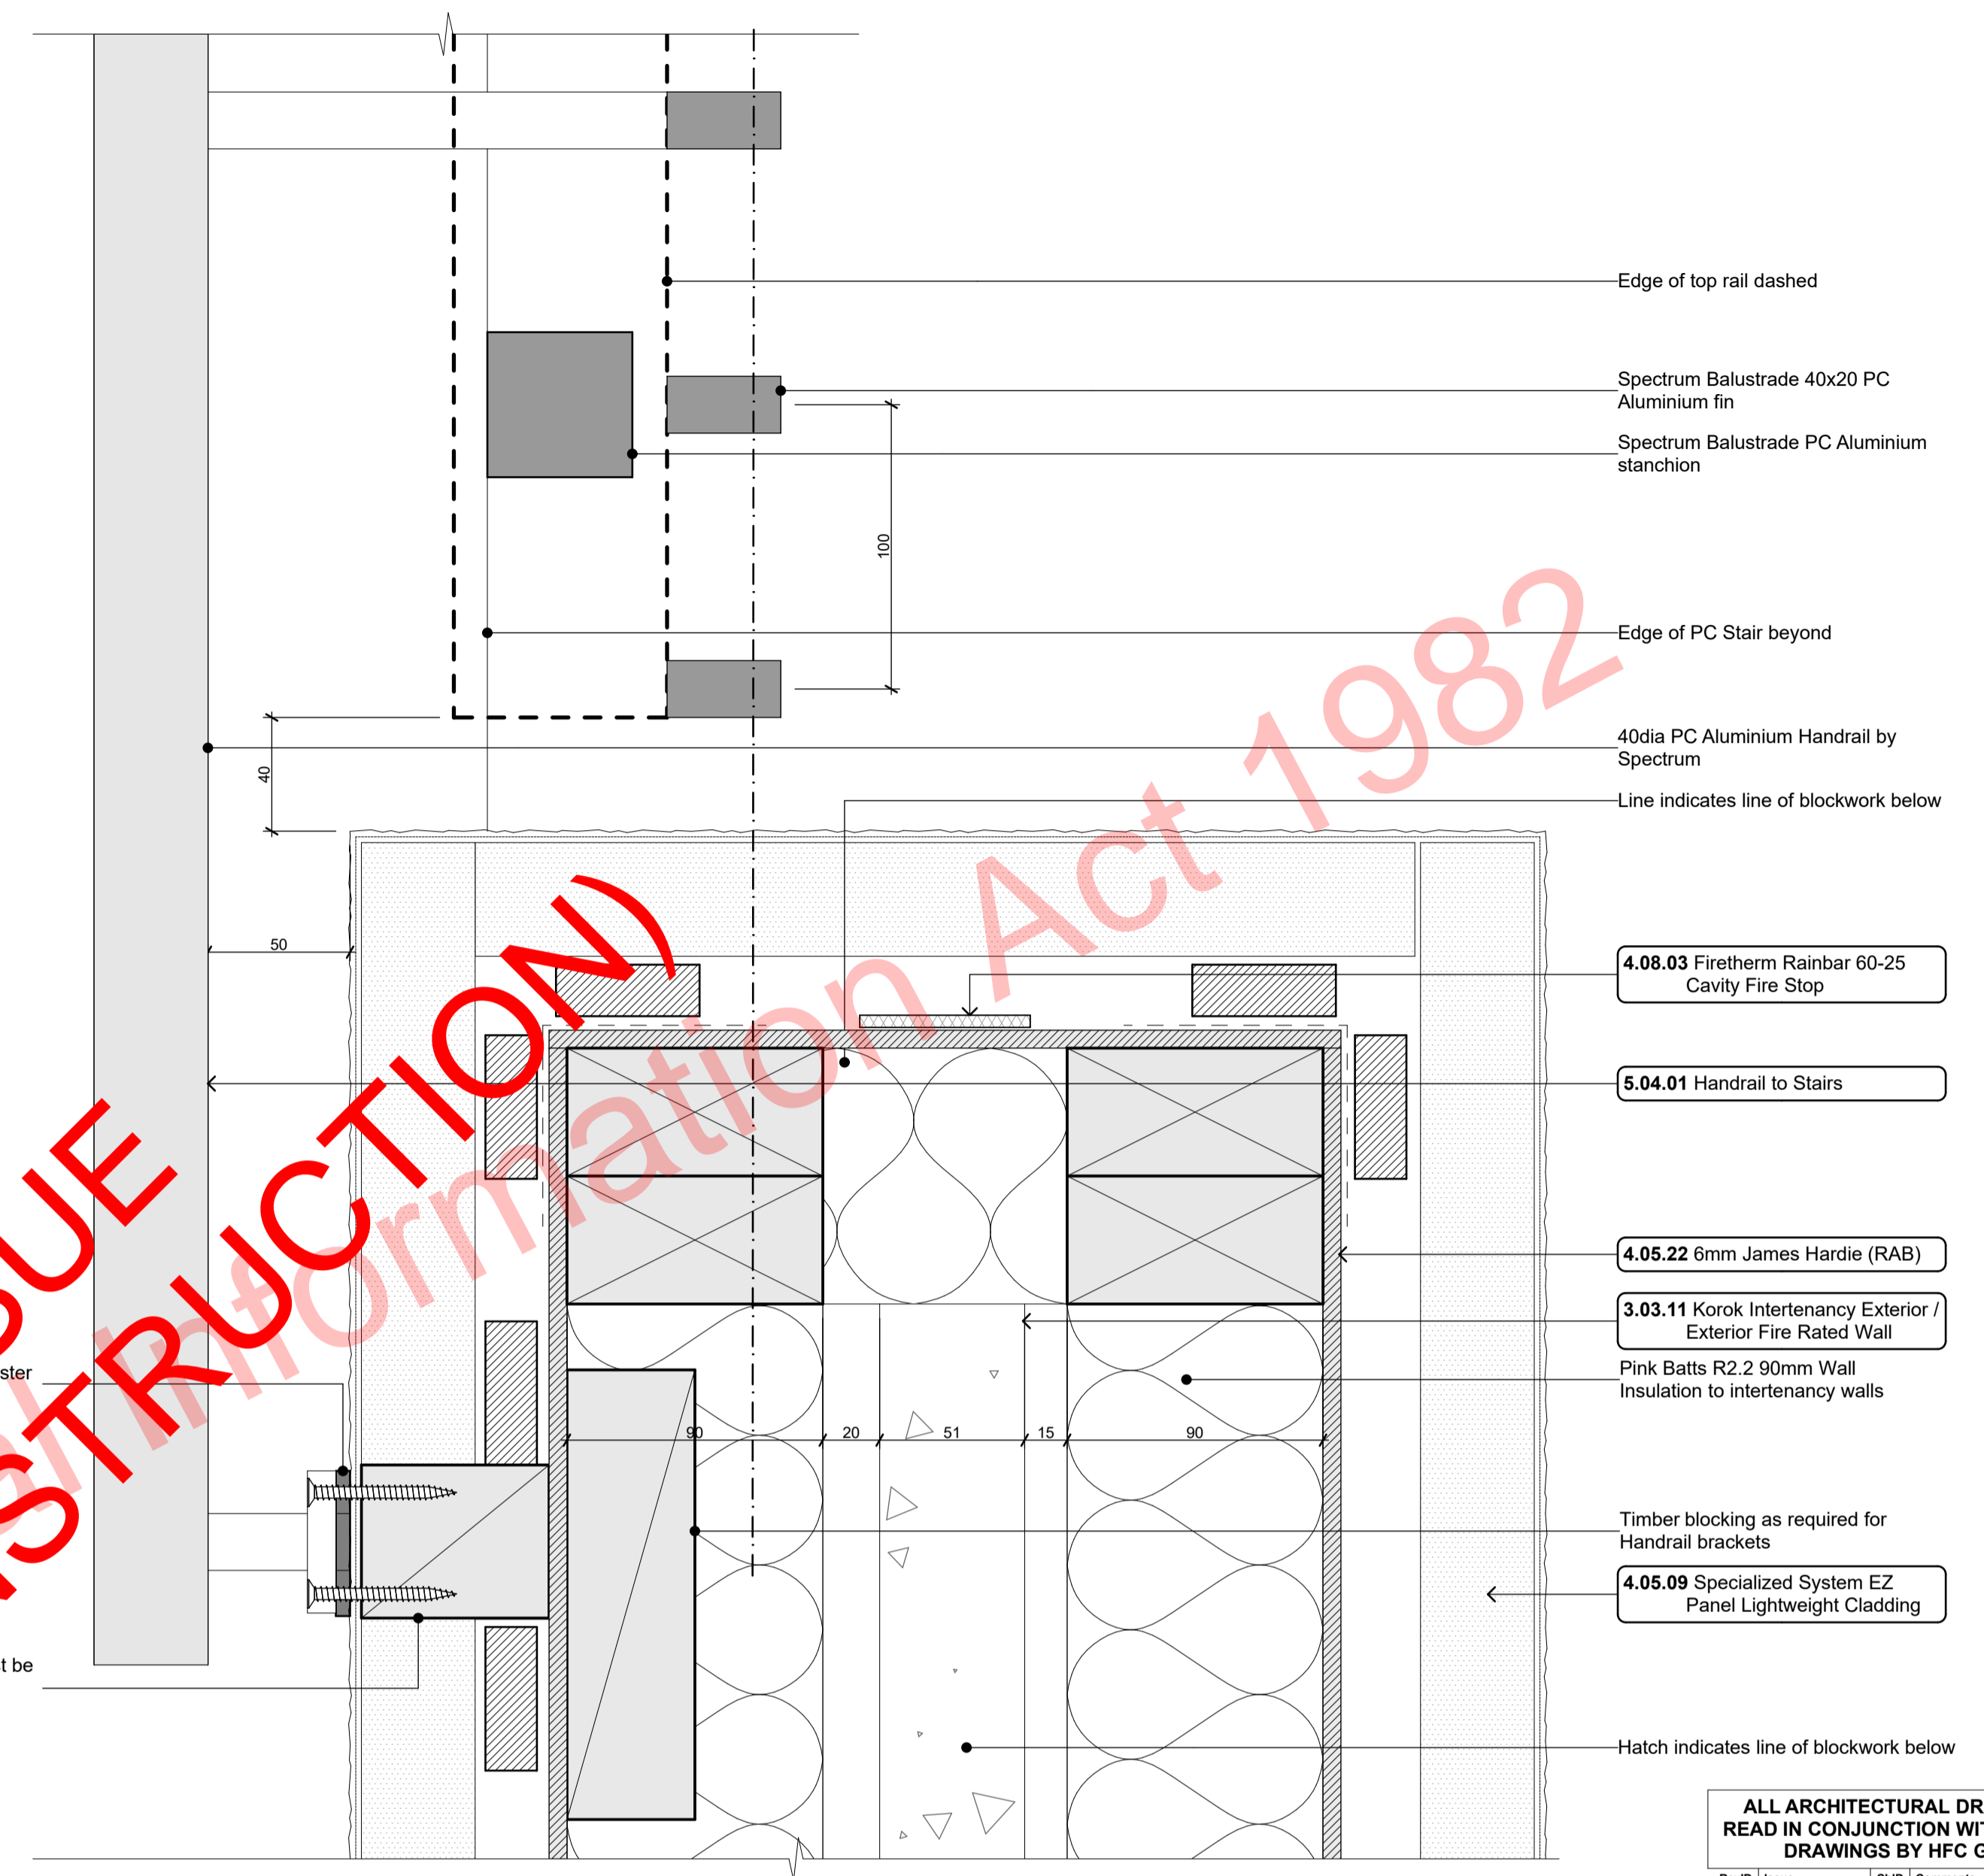 Edge of top rail dashed
Spectrum Balustrade 40x20 PC
Aluminium fin
Spectrum Balustrade PC Aluminium
stanchion
100
Edge of PC Stair beyond
40
40dia PC Aluminium Handrail by
Spectrum
Line indicates line of blockwork below
50
4.08.03 Firetherm Rainbar 60-25
Cavity Fire Stop
5.04.01 Handrail to Stairs
4.05.22 6mm James Hardie (RAB)
3.03.11 Korok Intertenancy Exterior /
Exterior Fire Rated Wall
Pink Batts R2.2 90mm Wall
Insulation to intertenancy walls
90 20 51 15 90
Timber blocking as required for
Handrail brackets
4.05.09 Specialized System EZ
Panel Lightweight Cladding
t be
Hatch indicates line of blockwork below
ALL ARCHITECTURAL DR
READ IN CONJUNCTION WIT
DRAWINGS BY HFC G
ster
SUE
STRUCTION)
al Information Act 1982